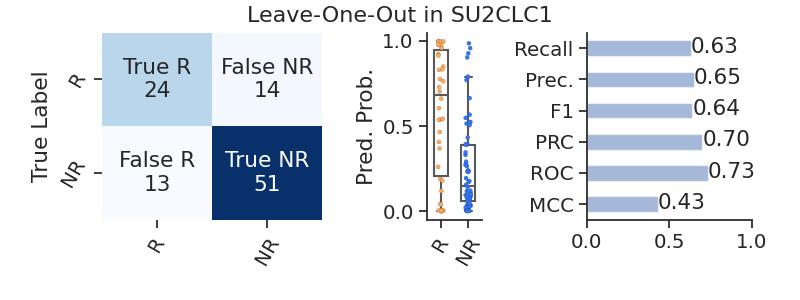 Leave-One-Out in SU2CLC1
True Label
R
NR
True R
24
False NR
14
False R
13
True NR
51
R
NR
Pred. Prob.
1.0
0.5
0.0
R
NR
Recall
Prec.
F1
PRC
ROC
MCC
0.63
0.65
0.64
0.70
0.73
0.43
0.0
0.5
1.0